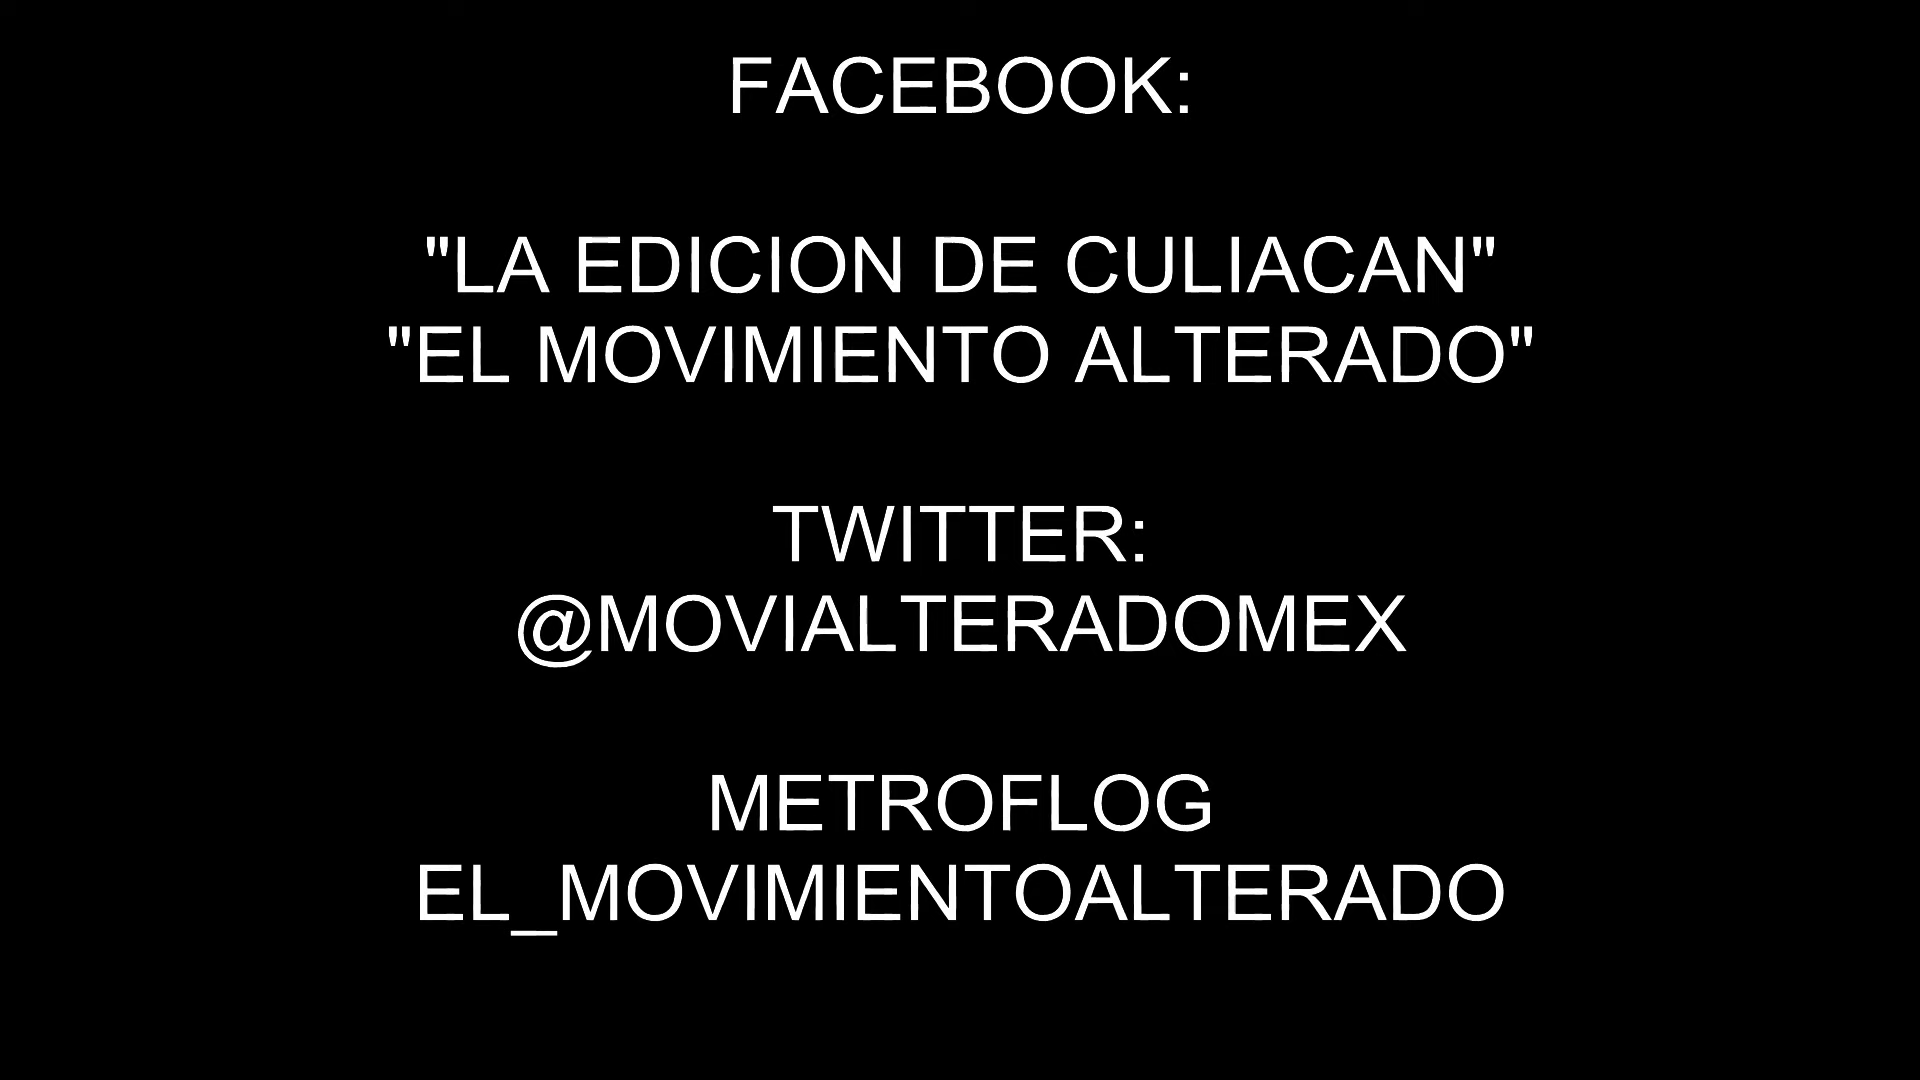 FACEBOOK:
"LA EDICION DE CULIACAN"
"EL MOVIMIENTO ALTERADO"
TWITTER:
@MOVIALTERADOMEX
METROFLOG
EL_MOVIMIENTOALTERADO